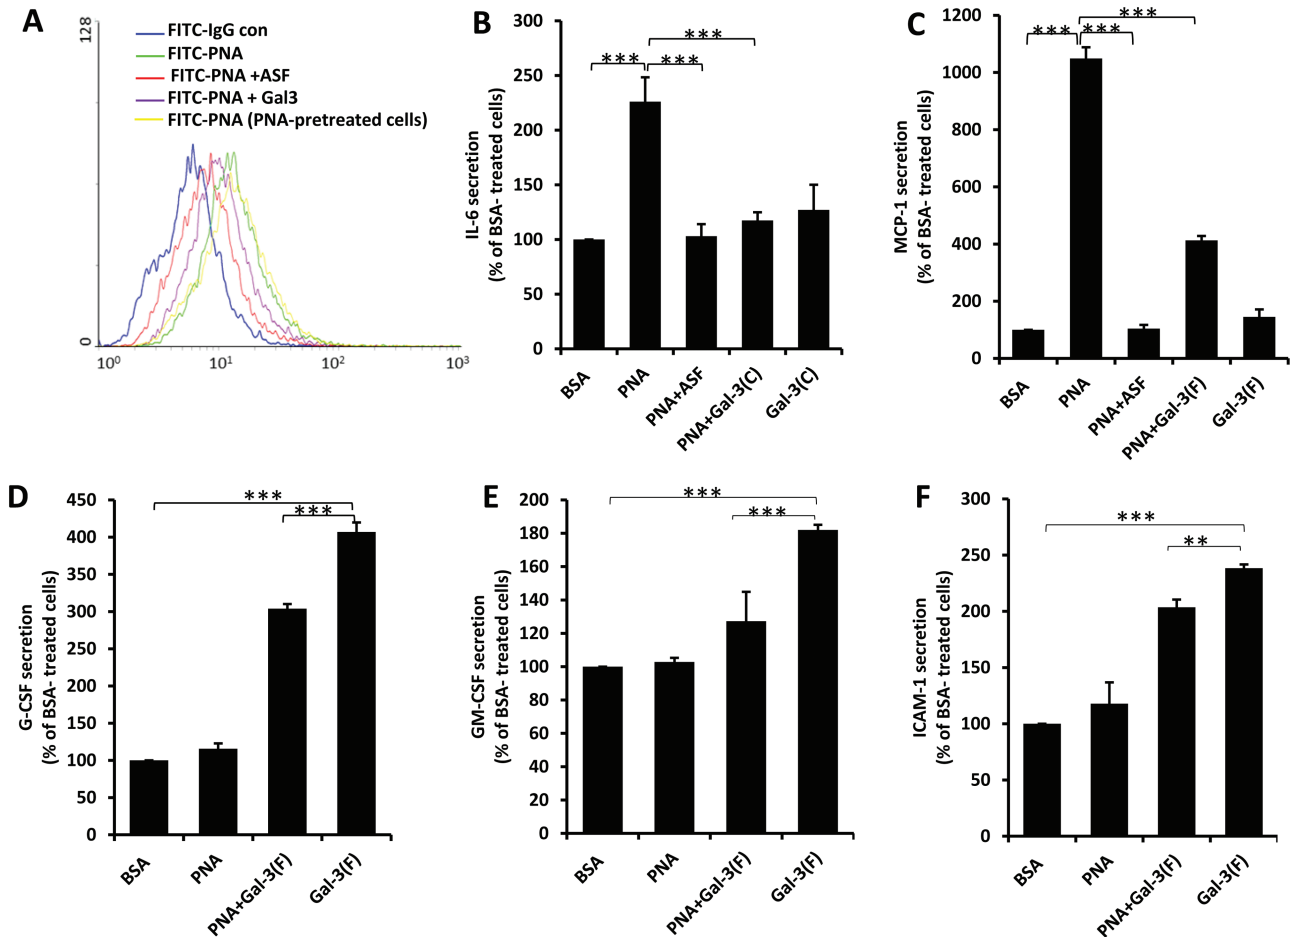 A
128
0
10⁰
10¹
10²
10³
FITC-IgG con
FITC-PNA
FITC-PNA +ASF
FITC-PNA + Gal3
FITC-PNA (PNA-pretreated cells)
B
IL-6 secretion
(% of BSA- treated cells)
300
250
200
150
100
50
0
***
***
***
BSA
PNA
PNA+ASF
PNA+Gal-3(C)
Gal-3(C)
C
MCP-1 secretion
(% of BSA- treated cells)
1200
1000
800
600
400
200
0
***
***
***
BSA
PNA
PNA+ASF
PNA+Gal-3(F)
Gal-3(F)
D
G-CSF secretion
(% of BSA- treated cells)
450
400
350
300
250
200
150
100
50
0
***
***
BSA
PNA
PNA+Gal-3(F)
Gal-3(F)
E
GM-CSF secretion
(% of BSA- treated cells)
200
180
160
140
120
100
80
60
40
20
0
***
***
BSA
PNA
PNA+Gal-3(F)
Gal-3(F)
F
ICAM-1 secretion
(% of BSA- treated cells)
300
250
200
150
100
50
0
***
**
BSA
PNA
PNA+Gal-3(F)
Gal-3(F)